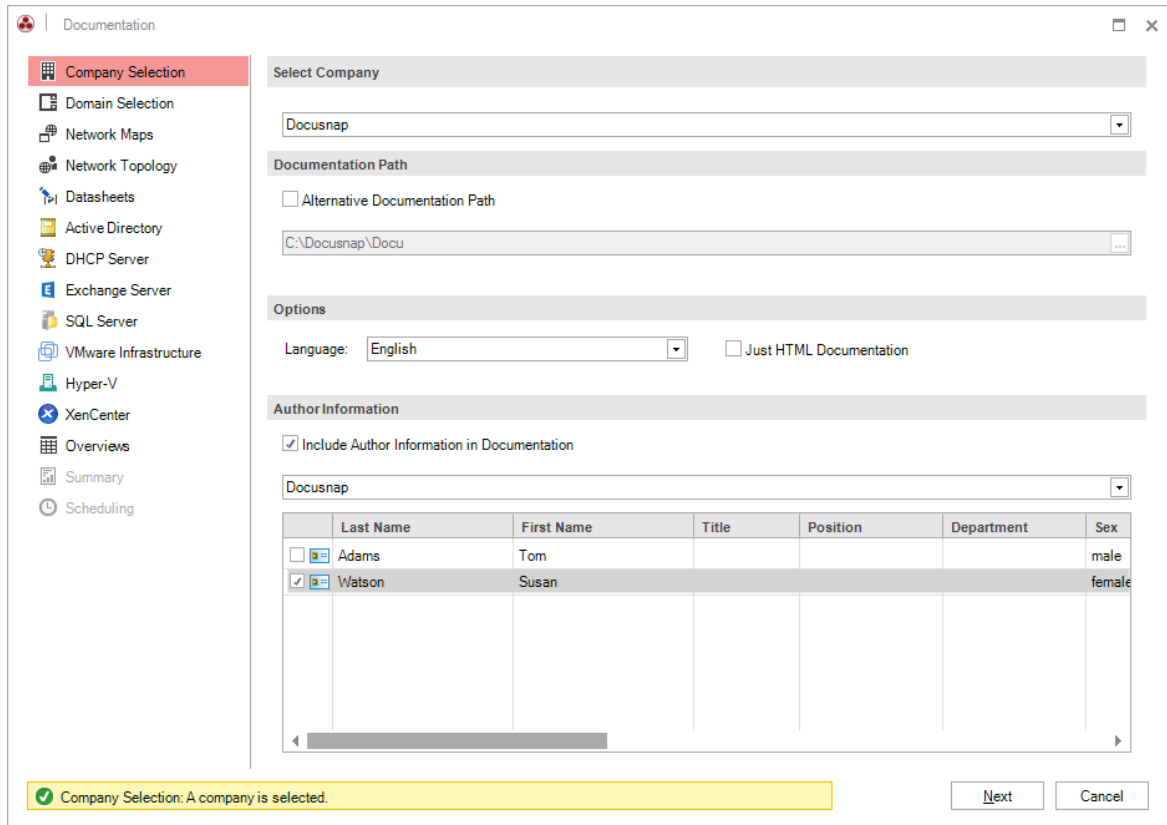 Documentation
Company Selection
Domain Selection
Network Maps
Network Topology
Datasheets
Active Directory
DHCP Server
Exchange Server
SQL Server
VMware Infrastructure
Hyper-V
XenCenter
Overviews
Summary
Scheduling
Select Company
Docusnap
Documentation Path
Alternative Documentation Path
C:\Docusnap\Docu
...
Options
Language: English Just HTML Documentation
Author Information
Include Author Information in Documentation
Docusnap
Last Name First Name Title Position Department Sex
Adams Tom male
Watson Susan female
Company Selection: A company is selected.
Next Cancel